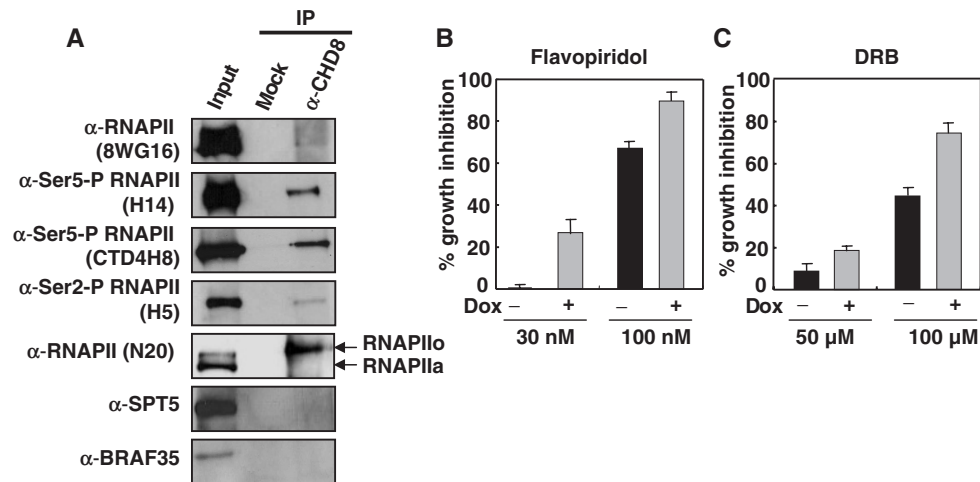 A
IP
Input
Mock
α-CHD8
α-RNAPII
(8WG16)
α-Ser5-P RNAPII
(H14)
α-Ser5-P RNAPII
(CTD4H8)
α-Ser2-P RNAPII
(H5)
α-RNAPII (N20)
RNAPIIo
RNAPIIa
α-SPT5
α-BRAF35
B
Flavopiridol
% growth inhibition
100
80
60
40
20
0
Dox – + – +
30 nM 100 nM
C
DRB
% growth inhibition
100
80
60
40
20
0
Dox – + – +
50 µM 100 µM